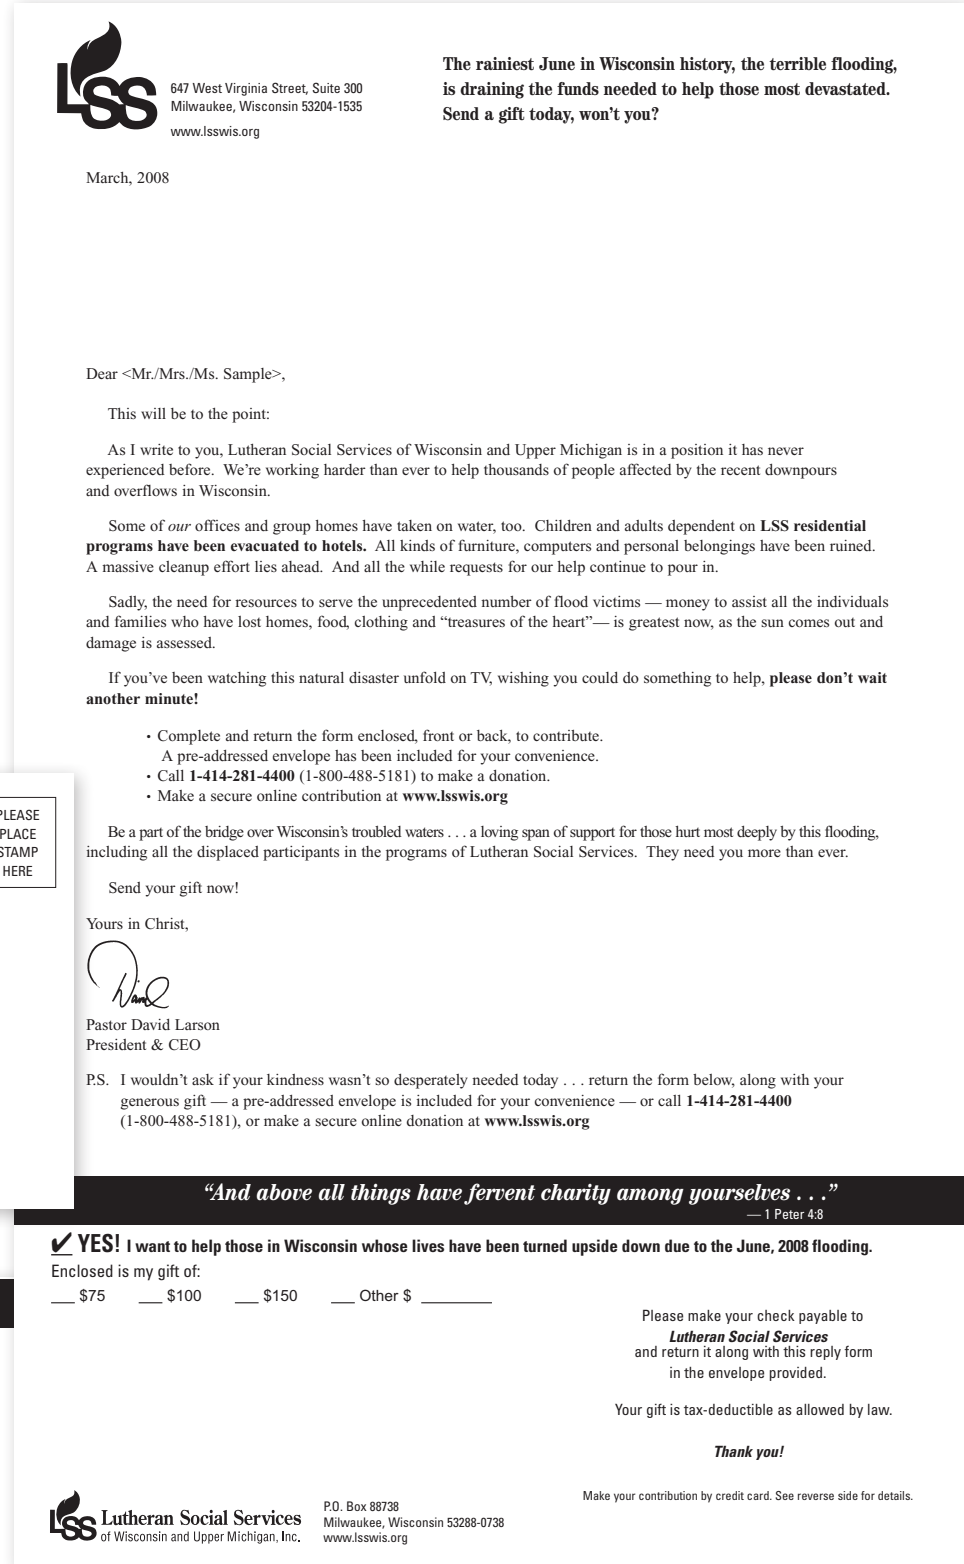 LSS
647 West Virginia Street, Suite 300
Milwaukee, Wisconsin 53204-1535
www.lsswis.org
The rainiest June in Wisconsin history, the terrible flooding,
is draining the funds needed to help those most devastated.
Send a gift today, won't you?
March, 2008
Dear <Mr./Mrs./Ms. Sample>,
This will be to the point:
As I write to you, Lutheran Social Services of Wisconsin and Upper Michigan is in a position it has never
experienced before. We're working harder than ever to help thousands of people affected by the recent downpours
and overflows in Wisconsin.
Some of our offices and group homes have taken on water, too. Children and adults dependent on LSS residential
programs have been evacuated to hotels. All kinds of furniture, computers and personal belongings have been ruined.
A massive cleanup effort lies ahead. And all the while requests for our help continue to pour in.
Sadly, the need for resources to serve the unprecedented number of flood victims — money to assist all the individuals
and families who have lost homes, food, clothing and “treasures of the heart”— is greatest now, as the sun comes out and
damage is assessed.
If you've been watching this natural disaster unfold on TV, wishing you could do something to help, please don't wait
another minute!
• Complete and return the form enclosed, front or back, to contribute.
A pre-addressed envelope has been included for your convenience.
• Call 1-414-281-4400 (1-800-488-5181) to make a donation.
• Make a secure online contribution at www.lsswis.org
PLEASE
PLACE
STAMP
HERE
Be a part of the bridge over Wisconsin's troubled waters . . . a loving span of support for those hurt most deeply by this flooding,
including all the displaced participants in the programs of Lutheran Social Services. They need you more than ever.
Send your gift now!
Yours in Christ,
David
Pastor David Larson
President & CEO
P.S. I wouldn't ask if your kindness wasn't so desperately needed today . . . return the form below, along with your
generous gift — a pre-addressed envelope is included for your convenience — or call 1-414-281-4400
(1-800-488-5181), or make a secure online donation at www.lsswis.org
“And above all things have fervent charity among yourselves . . .”
— 1 Peter 4:8
✔ YES! I want to help those in Wisconsin whose lives have been turned upside down due to the June, 2008 flooding.
Enclosed is my gift of:
___ $75 ___ $100 ___ $150 ___ Other $ ________
Please make your check payable to
Lutheran Social Services
and return it along with this reply form
in the envelope provided.
Your gift is tax-deductible as allowed by law.
Thank you!
Make your contribution by credit card. See reverse side for details.
LSS Lutheran Social Services
of Wisconsin and Upper Michigan, Inc.
P.O. Box 88738
Milwaukee, Wisconsin 53288-0738
www.lsswis.org